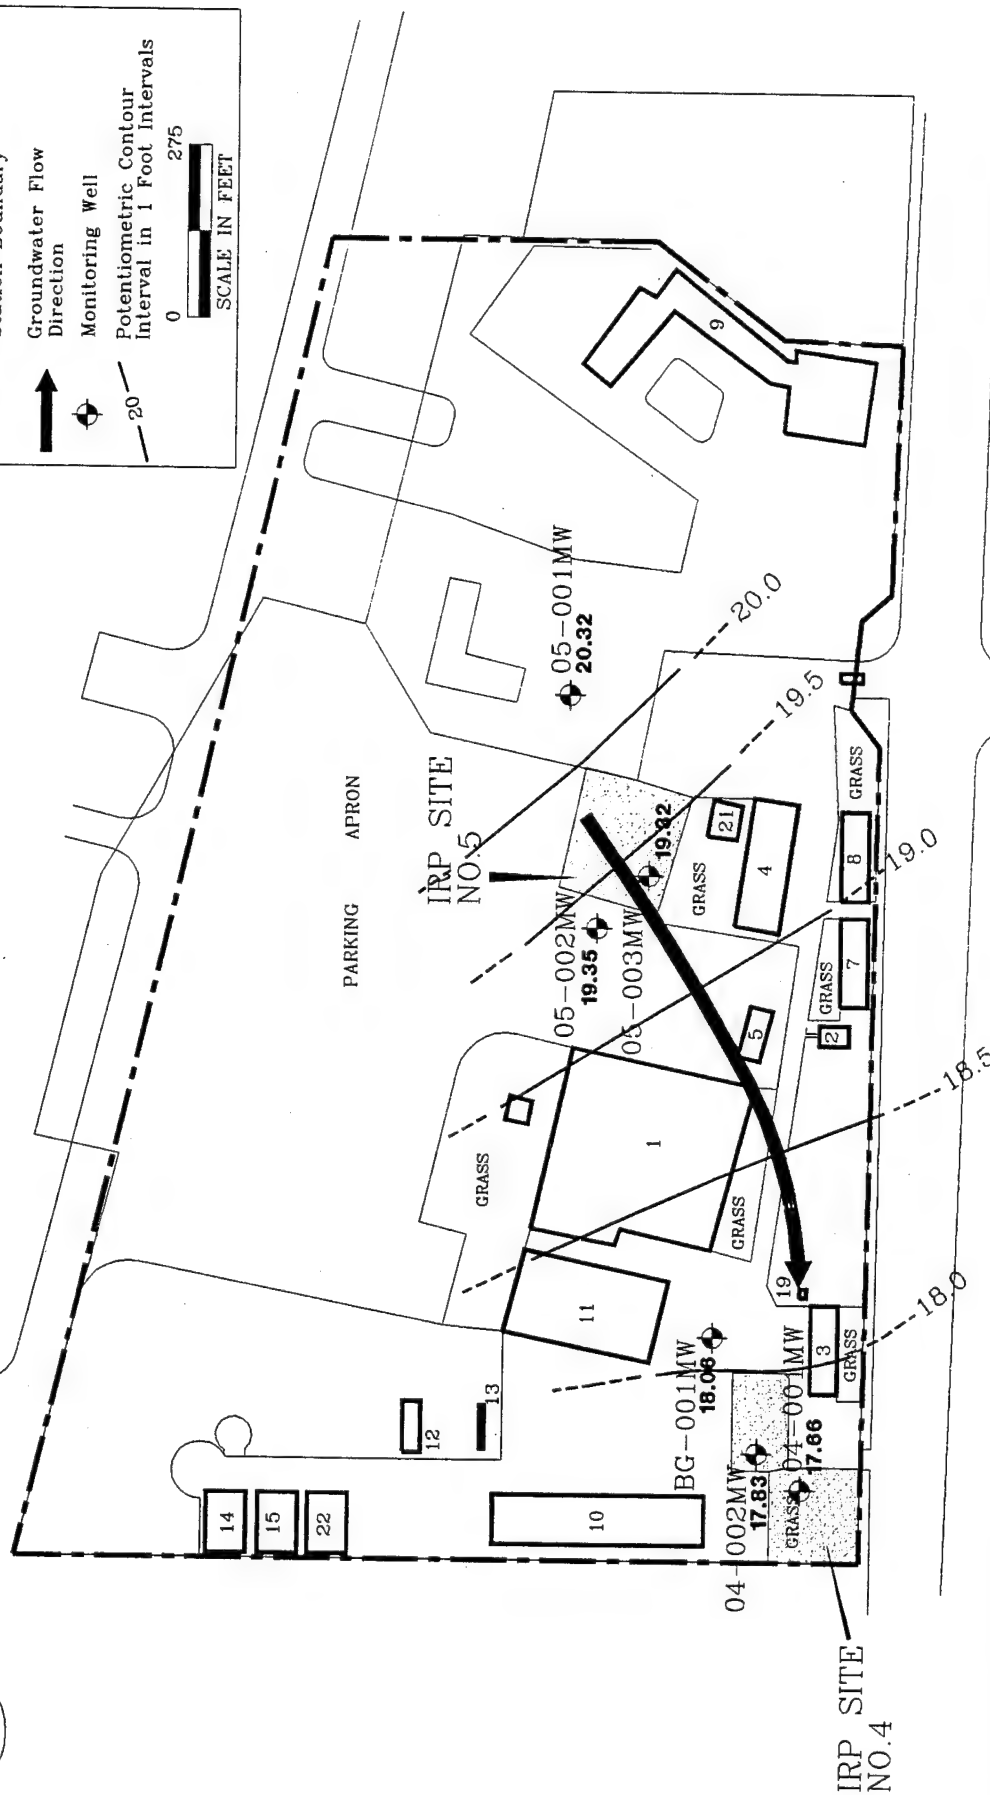 Groundwater Flow
Direction
Monitoring Well
20
Potentiometric Contour
Interval in 1 Foot Intervals
0
275
SCALE IN FEET
9
05-001MW
20.32
20.0
19.5
PARKING APRON
IRP SITE
NO.5
19.32
21
4
GRASS
GRASS
8
19.0
05-002MW
19.35
05-003MW
GRASS
7
2
5
1
GRASS
GRASS
18.5
11
19
18.0
BG-001MW
18.06
3
GRASS
04-001MW
17.66
12
13
14
15
22
10
04-002MW
17.83
GRASS
IRP SITE
NO.4